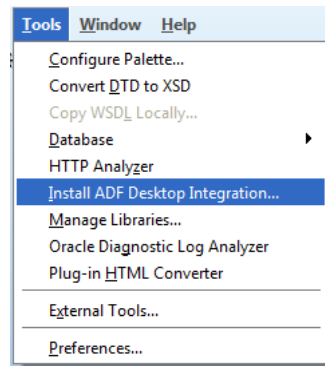 Tools Window Help
Configure Palette...
Convert DTD to XSD
Copy WSDL Locally...
Database
HTTP Analyzer
Install ADF Desktop Integration...
Manage Libraries...
Oracle Diagnostic Log Analyzer
Plug-in HTML Converter
External Tools...
Preferences...